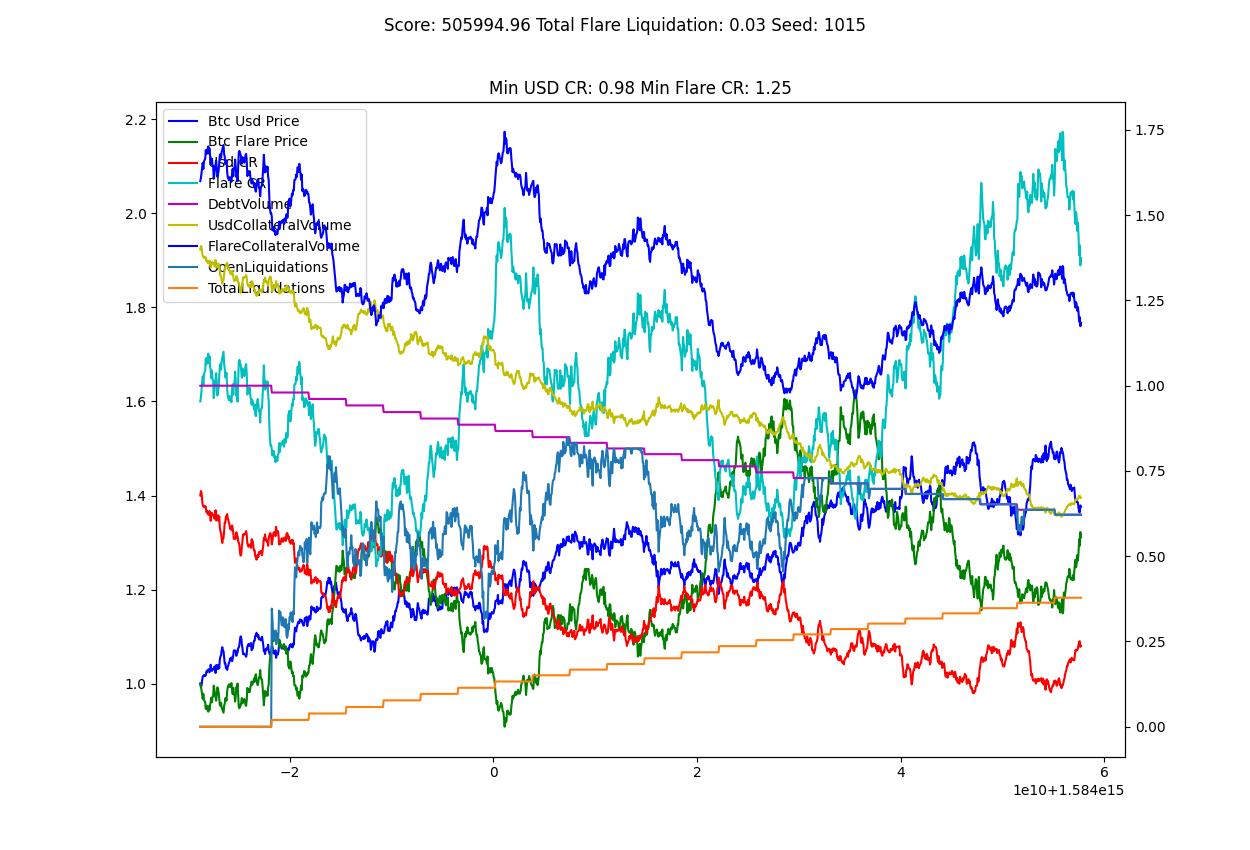 Score: 505994.96 Total Flare Liquidation: 0.03 Seed: 1015
Min USD CR: 0.98 Min Flare CR: 1.25
Btc Usd Price
Btc Flare Price
Usd CR
Flare CR
DebtVolume
UsdCollateralVolume
FlareCollateralVolume
OpenLiquidations
TotalLiquidations
2.2
2.0
1.8
1.6
1.4
1.2
1.0
1.75
1.50
1.25
1.00
0.75
0.50
0.25
0.00
−2 0 2 4 6
1e10+1.584e15